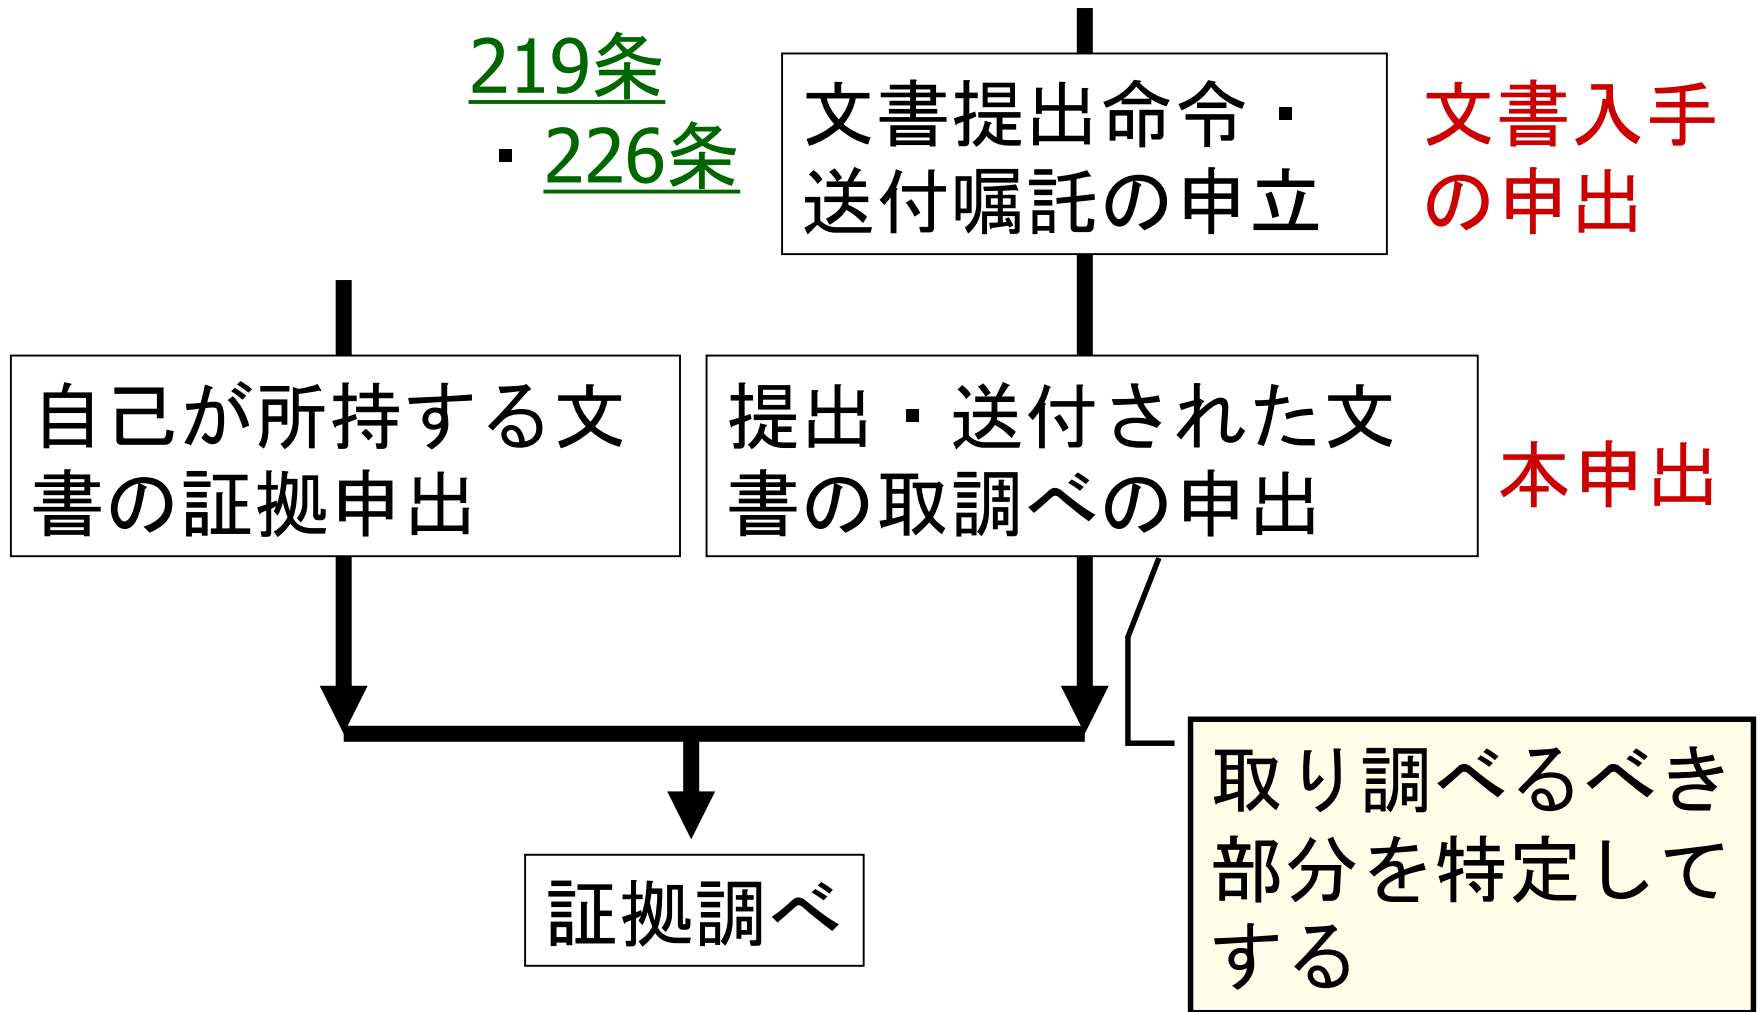 219条
・226条
文書提出命令・
送付嘱託の申立
文書入手
の申出
自己が所持する文
書の証拠申出
提出・送付された文
書の取調べの申出
本申出
取り調べるべき
部分を特定して
する
証拠調べ